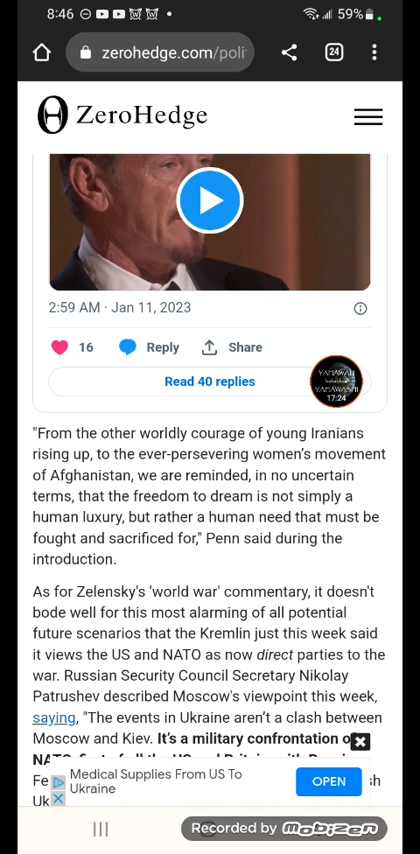 8:46
59%
zerohedge.com/poli
24
ZeroHedge
2:59 AM · Jan 11, 2023
16 Reply Share
Read 40 replies
YAMAWAKI
YAMAWASHI
17:24
"From the other worldly courage of young Iranians
rising up, to the ever-persevering women's movement
of Afghanistan, we are reminded, in no uncertain
terms, that the freedom to dream is not simply a
human luxury, but rather a human need that must be
fought and sacrificed for," Penn said during the
introduction.
As for Zelensky's 'world war' commentary, it doesn't
bode well for this most alarming of all potential
future scenarios that the Kremlin just this week said
it views the US and NATO as now direct parties to the
war. Russian Security Council Secretary Nikolay
Patrushev described Moscow's viewpoint this week,
saying, "The events in Ukraine aren't a clash between
Moscow and Kiev. It's a military confrontation o
Fe
Medical Supplies From US To
Ukraine
OPEN
sh
Uk
Recorded by mobizen